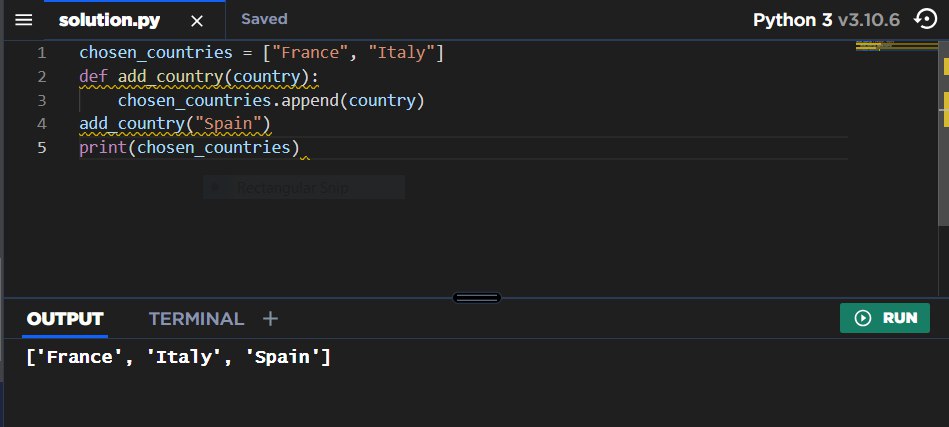 solution.py × Saved Python 3 v3.10.6
1 chosen_countries = ["France", "Italy"]
2 def add_country(country):
3     chosen_countries.append(country)
4 add_country("Spain")
5 print(chosen_countries)
Rectangular Snip
OUTPUT TERMINAL + RUN
['France', 'Italy', 'Spain']